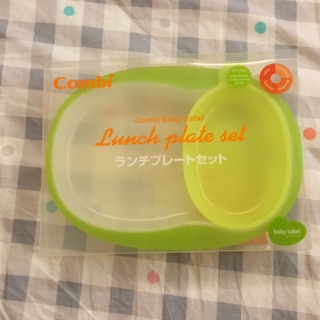 Combi
Combi Baby Label
Lunch plate set
ランチプレートセット
Baby Label